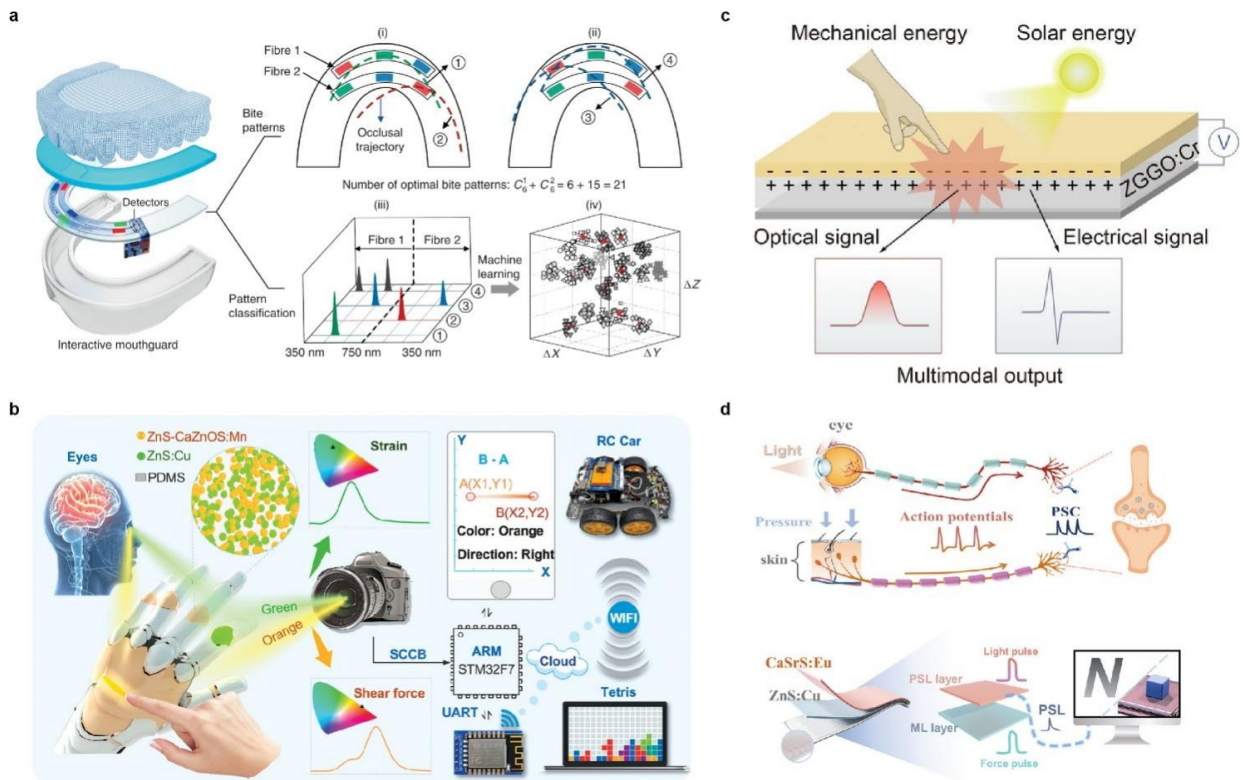 a
(i)
(ii)
Fibre 1
Fibre 2
①
②
④
③
Bite
patterns
Occlusal
trajectory
Detectors
Number of optimal bite patterns: C₆¹ + C₆² = 6 + 15 = 21
(iii)
(iv)
Fibre 1
Fibre 2
Machine
learning
Pattern
classification
④
③
②
①
350 nm
750 nm
350 nm
ΔX
ΔY
ΔZ
Interactive mouthguard
b
Eyes
ZnS-CaZnOS:Mn
ZnS:Cu
PDMS
Strain
Green
Orange
Shear force
SCCB
Y
B - A
A(X1,Y1)
B(X2,Y2)
Color: Orange
Direction: Right
X
ARM
STM32F7
UART
Cloud
WIFI
RC Car
Tetris
c
Mechanical energy
Solar energy
V
ZGGO:Cr
- - - - - - - - - - - - - - - - - -
+ + + + + + + + + + + + + + + + + +
Optical signal
Electrical signal
Multimodal output
d
eye
Light
Pressure
skin
Action potentials
PSC
CaSrS:Eu
ZnS:Cu
PSL layer
ML layer
Light pulse
PSL
Force pulse
N